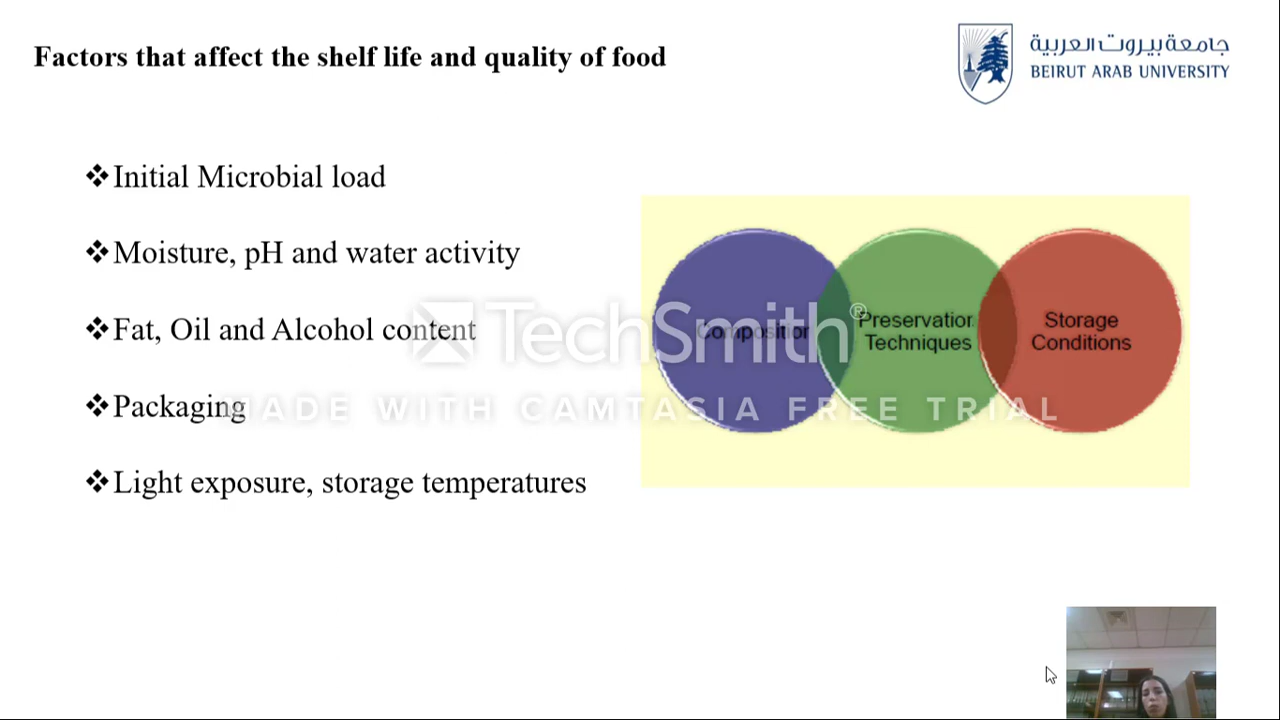 Factors that affect the shelf life and quality of food
جامعة بيروت العربية
BEIRUT ARAB UNIVERSITY
❖Initial Microbial load
❖Moisture, pH and water activity
❖Fat, Oil and Alcohol content
❖Packaging
❖Light exposure, storage temperatures
Composition
Preservation
Techniques
Storage
Conditions
TechSmith®
MADE WITH CAMTASIA FREE TRIAL